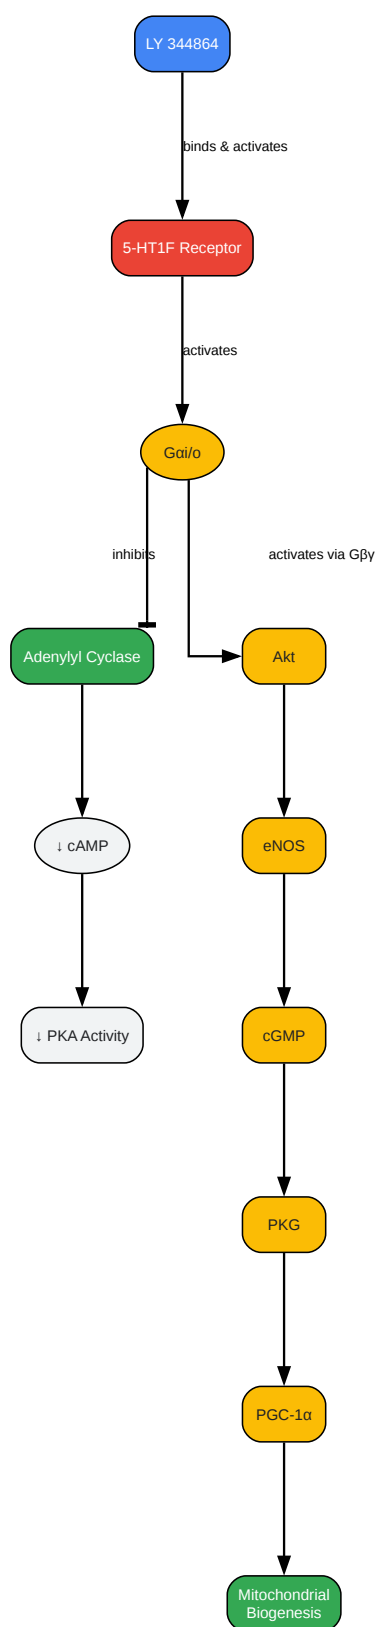 LY 344864
binds & activates
5-HT1F Receptor
activates
Gαi/o
inhibits
activates via Gβγ
Adenylyl Cyclase
Akt
↓ cAMP
eNOS
↓ PKA Activity
cGMP
PKG
PGC-1α
Mitochondrial
Biogenesis